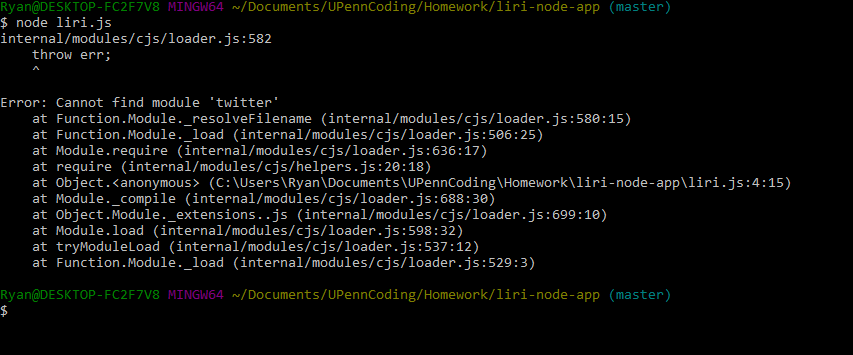 Ryan@DESKTOP-FC2F7V8 MINGW64 ~/Documents/UPennCoding/Homework/liri-node-app (master)
$ node liri.js
internal/modules/cjs/loader.js:582
    throw err;
    ^

Error: Cannot find module 'twitter'
    at Function.Module._resolveFilename (internal/modules/cjs/loader.js:580:15)
    at Function.Module._load (internal/modules/cjs/loader.js:506:25)
    at Module.require (internal/modules/cjs/loader.js:636:17)
    at require (internal/modules/cjs/helpers.js:20:18)
    at Object.<anonymous> (C:\Users\Ryan\Documents\UPennCoding\Homework\liri-node-app\liri.js:4:15)
    at Module._compile (internal/modules/cjs/loader.js:688:30)
    at Object.Module._extensions..js (internal/modules/cjs/loader.js:699:10)
    at Module.load (internal/modules/cjs/loader.js:598:32)
    at tryModuleLoad (internal/modules/cjs/loader.js:537:12)
    at Function.Module._load (internal/modules/cjs/loader.js:529:3)

Ryan@DESKTOP-FC2F7V8 MINGW64 ~/Documents/UPennCoding/Homework/liri-node-app (master)
$